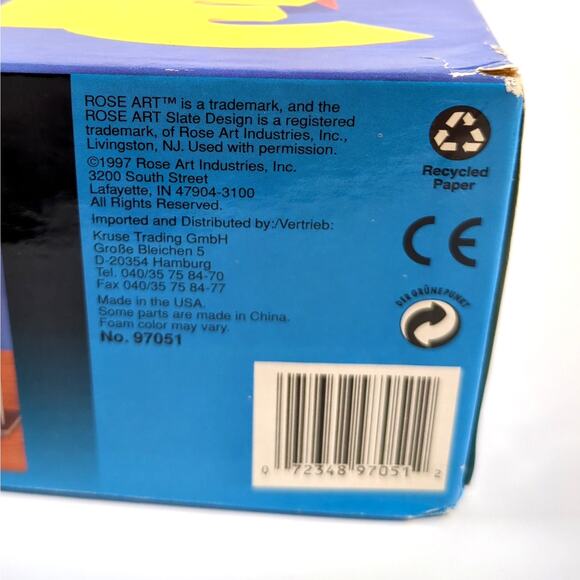 ROSE ART™ is a trademark, and the
ROSE ART Slate Design is a registered
trademark, of Rose Art Industries, Inc.,
Livingston, NJ. Used with permission.
©1997 Rose Art Industries, Inc.
3200 South Street
Lafayette, IN 47904-3100
All Rights Reserved.
Imported and Distributed by:/Vertrieb:
Kruse Trading GmbH
Große Bleichen 5
D-20354 Hamburg
Tel. 040/35 75 84-70
Fax 040/35 75 84-77
Made in the USA.
Some parts are made in China.
Foam color may vary.
No. 97051
Recycled
Paper
CE
DER GRÜNE PUNKT
0 72348 97051 2